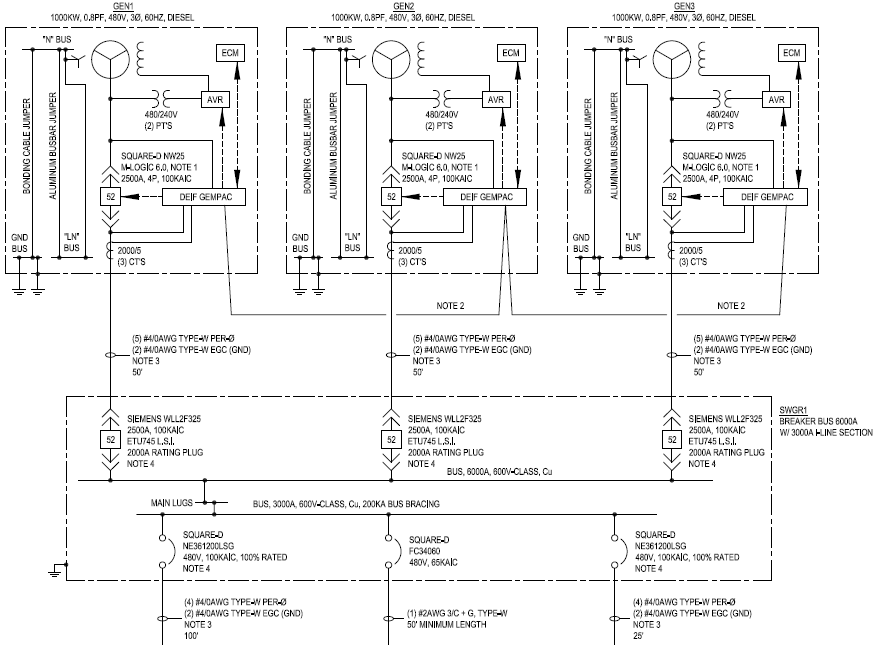 GEN1
1000KW, 0.8PF, 480V, 3Ø, 60HZ, DIESEL
"N" BUS
ECM
AVR
480/240V
(2) PT'S
BONDING CABLE JUMPER
ALUMINUM BUSBAR JUMPER
SQUARE-D NW25
M-LOGIC 6.0, NOTE 1
2500A, 4P, 100KAIC
52
DEIF GEMPAC
GND
BUS
"LN"
BUS
2000/5
(3) CT'S
GEN2
1000KW, 0.8PF, 480V, 3Ø, 60HZ, DIESEL
"N" BUS
ECM
AVR
480/240V
(2) PT'S
BONDING CABLE JUMPER
ALUMINUM BUSBAR JUMPER
SQUARE-D NW25
M-LOGIC 6.0, NOTE 1
2500A, 4P, 100KAIC
52
DEIF GEMPAC
GND
BUS
"LN"
BUS
2000/5
(3) CT'S
GEN3
1000KW, 0.8PF, 480V, 3Ø, 60HZ, DIESEL
"N" BUS
ECM
AVR
480/240V
(2) PT'S
BONDING CABLE JUMPER
ALUMINUM BUSBAR JUMPER
SQUARE-D NW25
M-LOGIC 6.0, NOTE 1
2500A, 4P, 100KAIC
52
DEIF GEMPAC
GND
BUS
"LN"
BUS
2000/5
(3) CT'S
NOTE 2
NOTE 2
(5) #4/0AWG TYPE-W PER-Ø
(2) #4/0AWG TYPE-W EGC (GND)
NOTE 3
50'
(5) #4/0AWG TYPE-W PER-Ø
(2) #4/0AWG TYPE-W EGC (GND)
NOTE 3
50'
(5) #4/0AWG TYPE-W PER-Ø
(2) #4/0AWG TYPE-W EGC (GND)
NOTE 3
50'
SWGR1
BREAKER BUS 6000A
W/ 3000A I-LINE SECTION
52
SIEMENS WLL2F325
2500A, 100KAIC
ETU745 L.S.I.
2000A RATING PLUG
NOTE 4
52
SIEMENS WLL2F325
2500A, 100KAIC
ETU745 L.S.I.
2000A RATING PLUG
NOTE 4
52
SIEMENS WLL2F325
2500A, 100KAIC
ETU745 L.S.I.
2000A RATING PLUG
NOTE 4
BUS, 6000A, 600V-CLASS, Cu
MAIN LUGS
BUS, 3000A, 600V-CLASS, Cu, 200KA BUS BRACING
SQUARE-D
NE361200LSG
480V, 100KAIC, 100% RATED
NOTE 4
SQUARE-D
FC34060
480V, 65KAIC
SQUARE-D
NE361200LSG
480V, 100KAIC, 100% RATED
NOTE 4
(4) #4/0AWG TYPE-W PER-Ø
(2) #4/0AWG TYPE-W EGC (GND)
NOTE 3
100'
(1) #2AWG 3/C + G, TYPE-W
50' MINIMUM LENGTH
(4) #4/0AWG TYPE-W PER-Ø
(2) #4/0AWG TYPE-W EGC (GND)
NOTE 3
25'